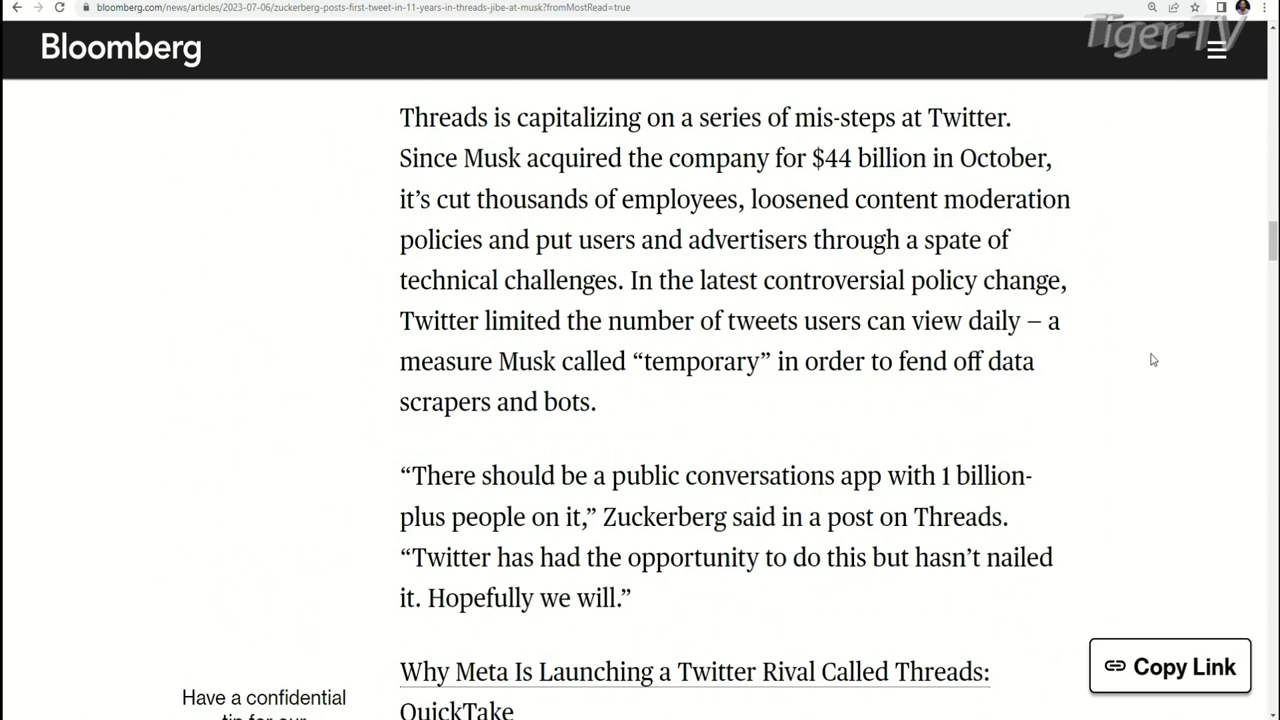 bloomberg.com/news/articles/2023-07-06/zuckerberg-posts-first-tweet-in-11-years-in-threads-jibe-at-musk?fromMostRead=true
Tiger-TV
Bloomberg
Threads is capitalizing on a series of mis-steps at Twitter.
Since Musk acquired the company for $44 billion in October,
it’s cut thousands of employees, loosened content moderation
policies and put users and advertisers through a spate of
technical challenges. In the latest controversial policy change,
Twitter limited the number of tweets users can view daily — a
measure Musk called “temporary” in order to fend off data
scrapers and bots.
“There should be a public conversations app with 1 billion-
plus people on it,” Zuckerberg said in a post on Threads.
“Twitter has had the opportunity to do this but hasn’t nailed
it. Hopefully we will.”
Copy Link
Why Meta Is Launching a Twitter Rival Called Threads:
QuickTake
Have a confidential
tip for our